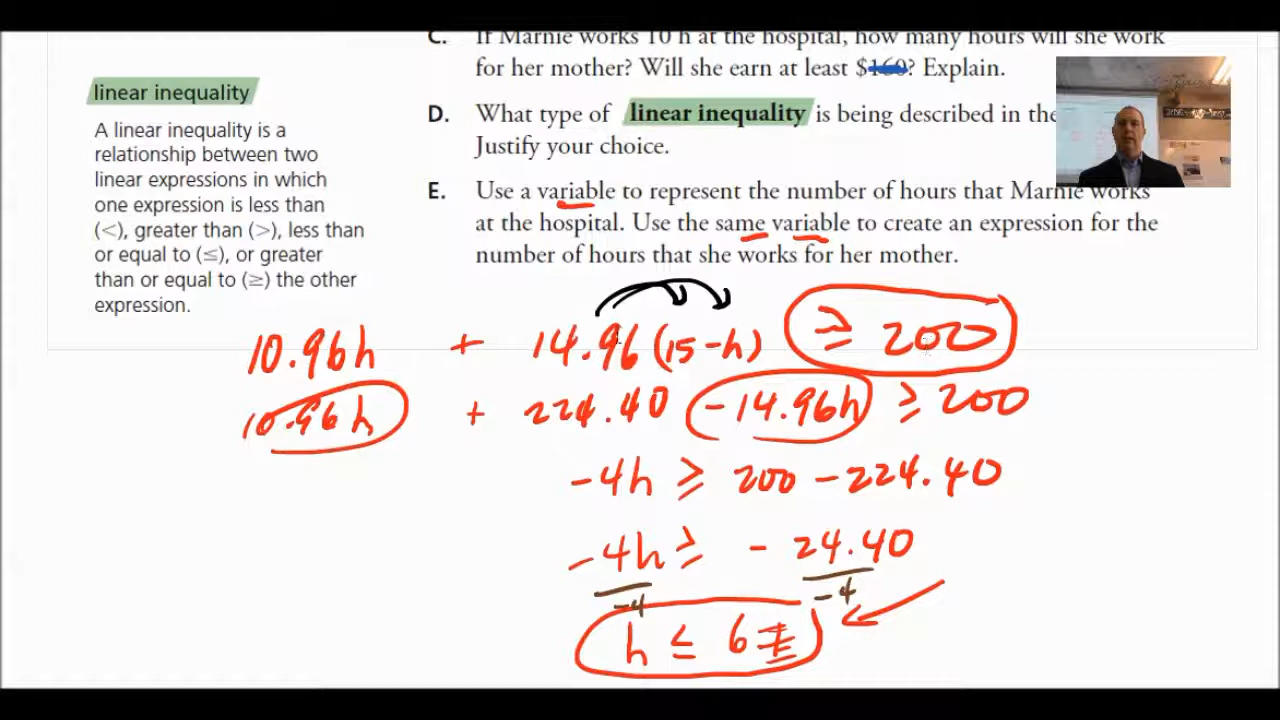 C. If Marnie works 10 h at the hospital, how many hours will she work
for her mother? Will she earn at least $160? Explain.
linear inequality
A linear inequality is a
relationship between two
linear expressions in which
one expression is less than
(<), greater than (>), less than
or equal to (≤), or greater
than or equal to (≥) the other
expression.
D. What type of linear inequality is being described in the
Justify your choice.
E. Use a variable to represent the number of hours that Marnie works
at the hospital. Use the same variable to create an expression for the
number of hours that she works for her mother.
10.96h + 14.96 (15-h) ≥ 200
10.96h + 224.40 -14.96h ≥ 200
-4h ≥ 200 - 224.40
-4h ≥ - 24.40
-4 -4
h ≤ 6